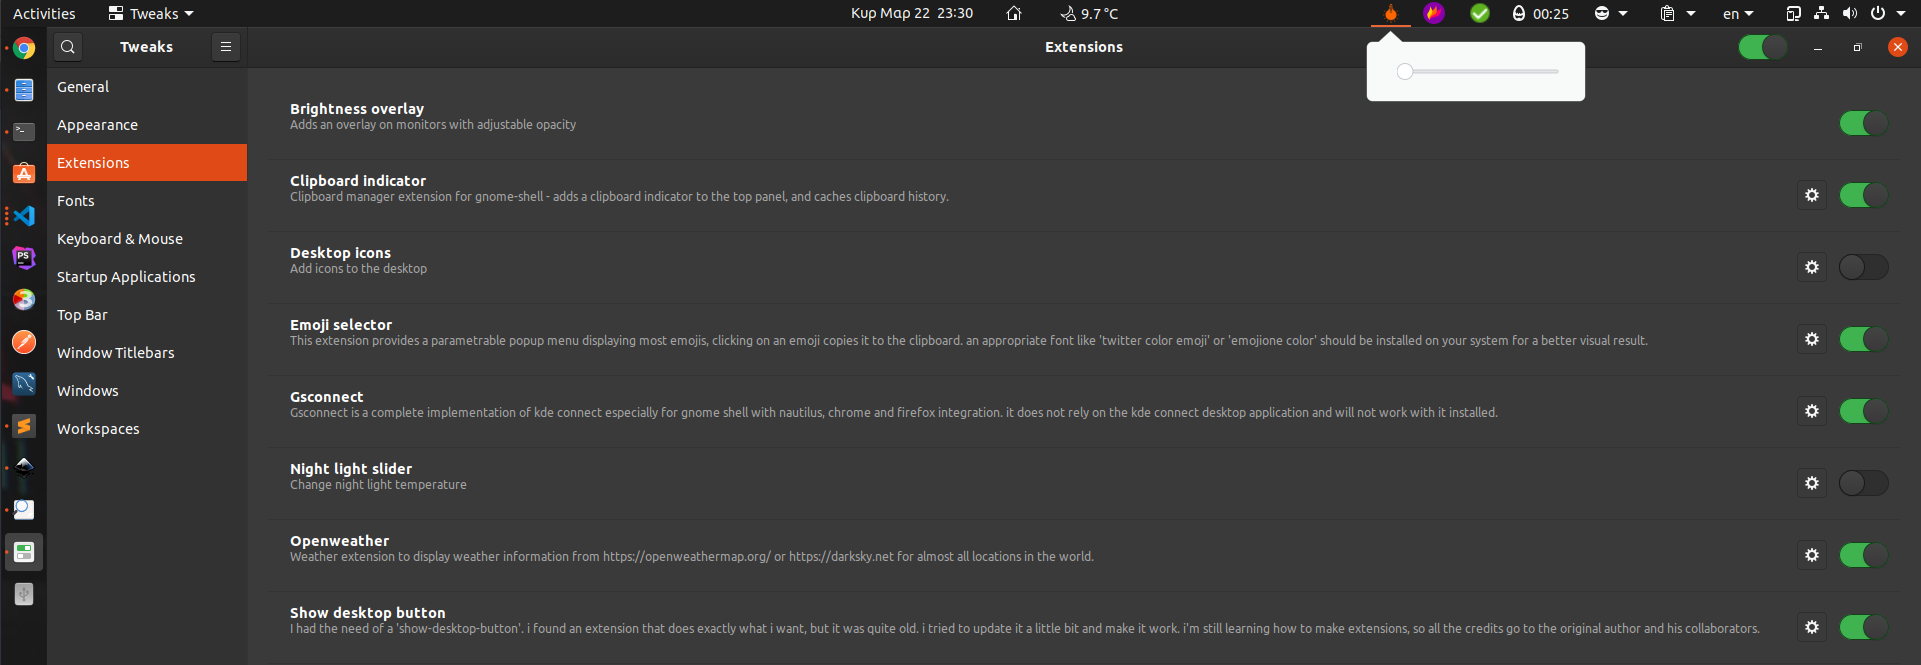 Activities Tweaks Κυρ Μαρ 22 23:30 9.7 °C 00:25 en
Tweaks Extensions
General
Appearance
Extensions
Fonts
Keyboard & Mouse
Startup Applications
Top Bar
Window Titlebars
Windows
Workspaces
Brightness overlay
Adds an overlay on monitors with adjustable opacity
Clipboard indicator
Clipboard manager extension for gnome-shell - adds a clipboard indicator to the top panel, and caches clipboard history.
Desktop icons
Add icons to the desktop
Emoji selector
This extension provides a parametrable popup menu displaying most emojis, clicking on an emoji copies it to the clipboard. an appropriate font like 'twitter color emoji' or 'emojione color' should be installed on your system for a better visual result.
Gsconnect
Gsconnect is a complete implementation of kde connect especially for gnome shell with nautilus, chrome and firefox integration. it does not rely on the kde connect desktop application and will not work with it installed.
Night light slider
Change night light temperature
Openweather
Weather extension to display weather information from https://openweathermap.org/ or https://darksky.net for almost all locations in the world.
Show desktop button
I had the need of a 'show-desktop-button'. i found an extension that does exactly what i want, but it was quite old. i tried to update it a little bit and make it work. i'm still learning how to make extensions, so all the credits go to the original author and his collaborators.
PS